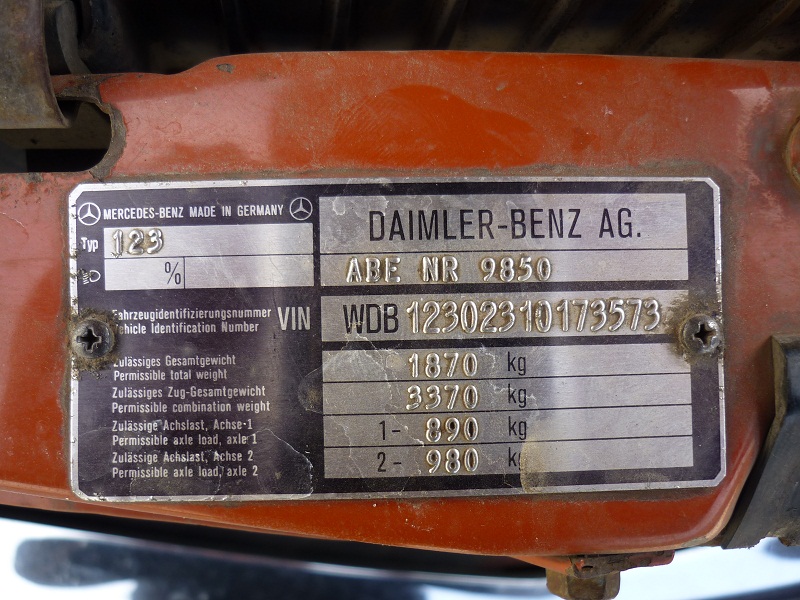 MERCEDES-BENZ MADE IN GERMANY
DAIMLER-BENZ AG.
Typ 123
%
ABE NR 9850
Fahrzeugidentifizierungsnummer
Vehicle Identification Number
VIN
WDB 12302310173573
Zulässiges Gesamtgewicht
Permissible total weight
1870 kg
Zulässiges Zug-Gesamtgewicht
Permissible combination weight
3370 kg
Zulässige Achslast, Achse-1
Permissible axle load, axle 1
1- 890 kg
Zulässige Achslast, Achse 2
Permissible axle load, axle 2
2- 980 kg